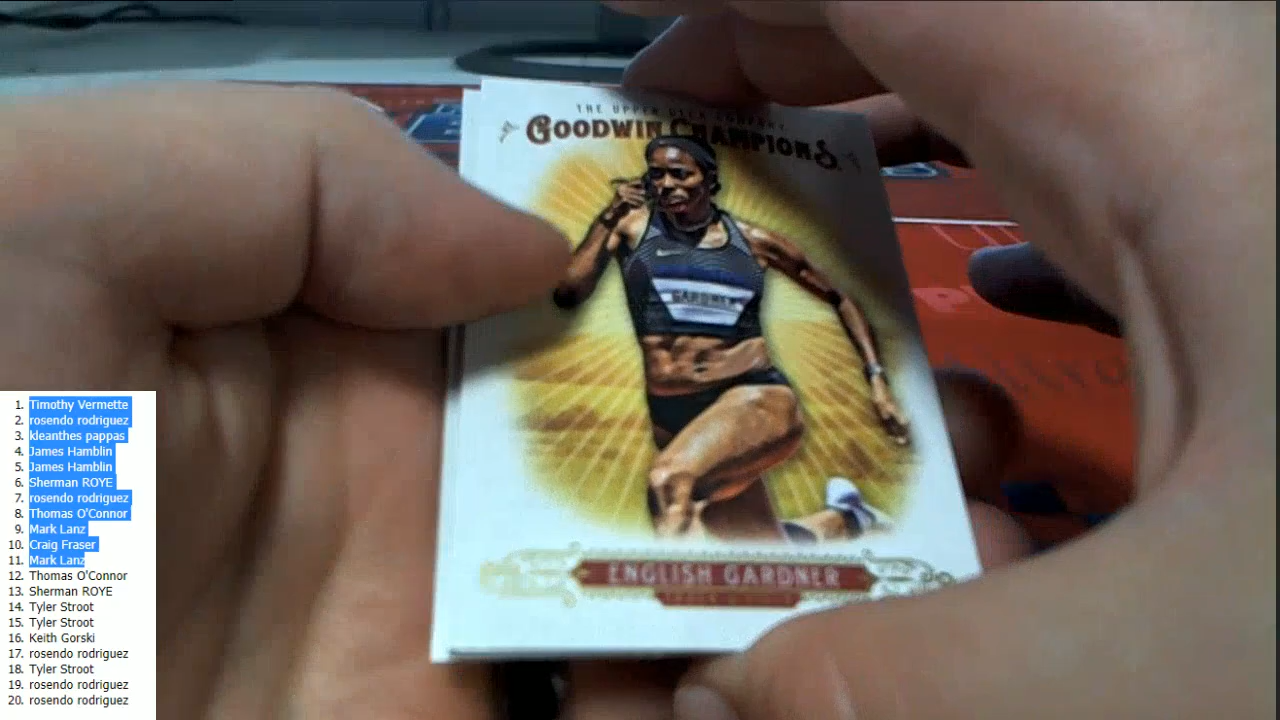 THE UPPER DECK COMPANY
GOODWIN CHAMPIONS
GARDNER
ENGLISH GARDNER
1. Timothy Vermette
2. rosendo rodriguez
3. kleanthes pappas
4. James Hamblin
5. James Hamblin
6. Sherman ROYE
7. rosendo rodriguez
8. Thomas O'Connor
9. Mark Lanz
10. Craig Fraser
11. Mark Lanz
12. Thomas O'Connor
13. Sherman ROYE
14. Tyler Stroot
15. Tyler Stroot
16. Keith Gorski
17. rosendo rodriguez
18. Tyler Stroot
19. rosendo rodriguez
20. rosendo rodriguez